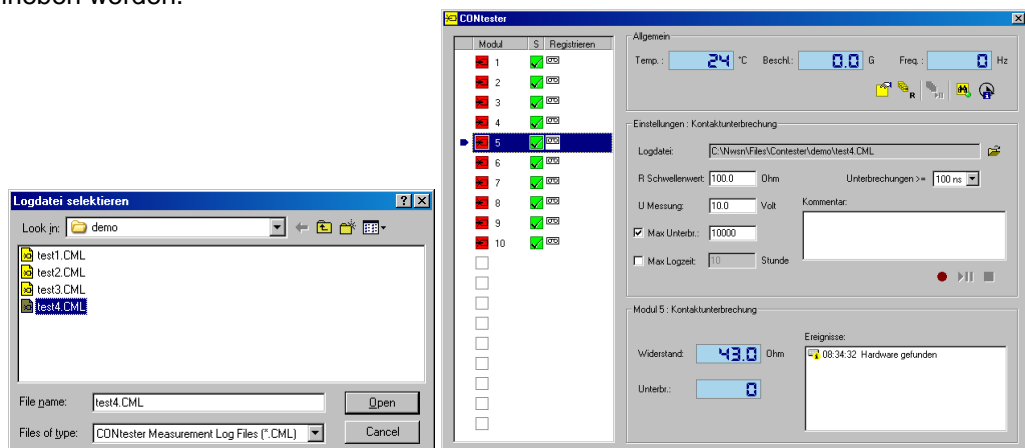 hoben worden.
CONtester
Modul S Registrieren
1
2
3
4
5
6
7
8
9
10
Allgemein
Temp. : 24 °C Beschl.: 0.0 G Freq. : 0 Hz
R
Einstellungen : Kontaktunterbrechung
Logdatei: C:\Nwsn\Files\Contester\demo\test4.CML
R Schwellenwert: 100.0 Ohm Unterbrechungen >= 100 ns
U Messung: 10.0 Volt Kommentar:
Max Unterbr.: 10000
Max Logzeit: 10 Stunde
Modul 5 : Kontaktunterbrechung
Widerstand: 43.0 Ohm
Unterbr.: 0
Ereignisse:
08:34:32 Hardware gefunden
Logdatei selektieren
Look in: demo
test1.CML
test2.CML
test3.CML
test4.CML
File name: test4.CML Open
Files of type: CONtester Measurement Log Files (*.CML) Cancel